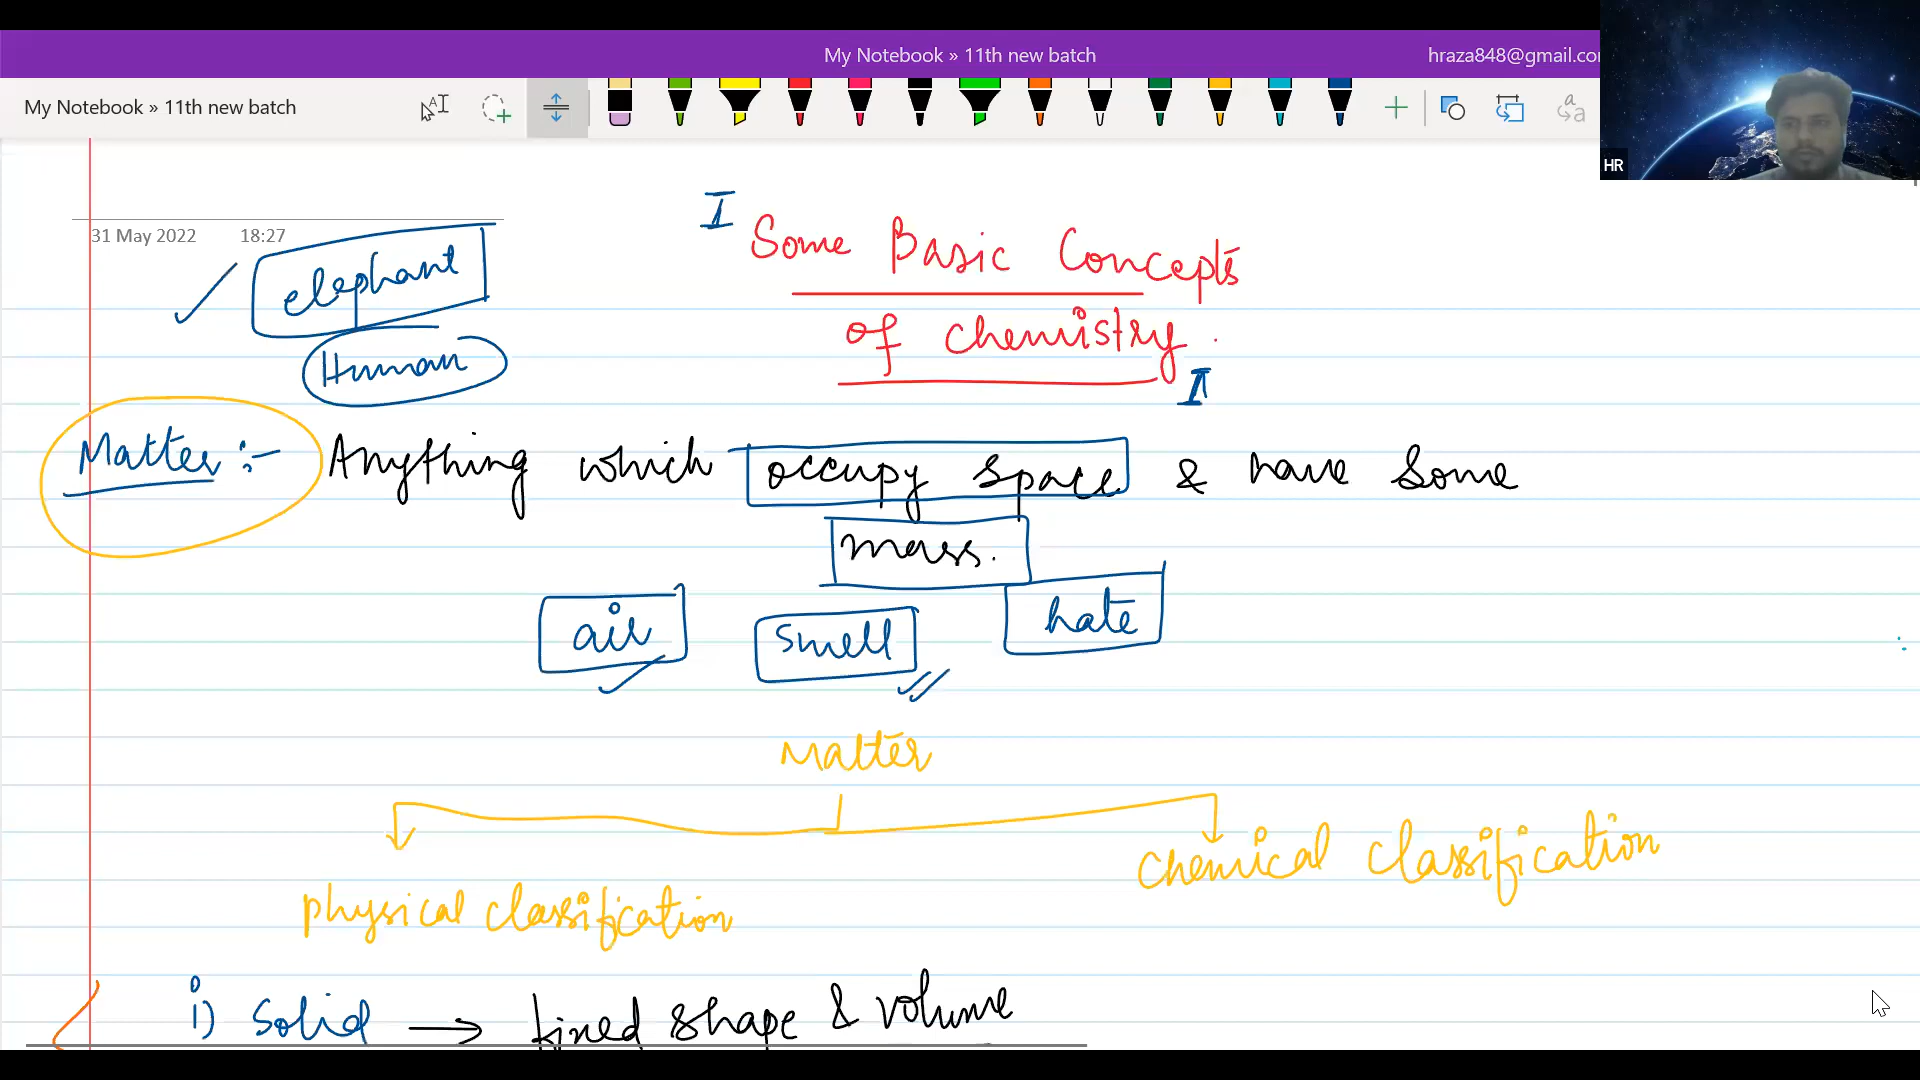 My Notebook » 11th new batch
hraza848@gmail.co
My Notebook » 11th new batch
HR
31 May 2022 18:27
I Some Basic Concepts
elephant
of chemistry. I
Human
Matter :- Anything which occupy space & have some
mass.
air smell hate
Matter
chemical classification
physical classification
i) Solid → fixed shape & volume